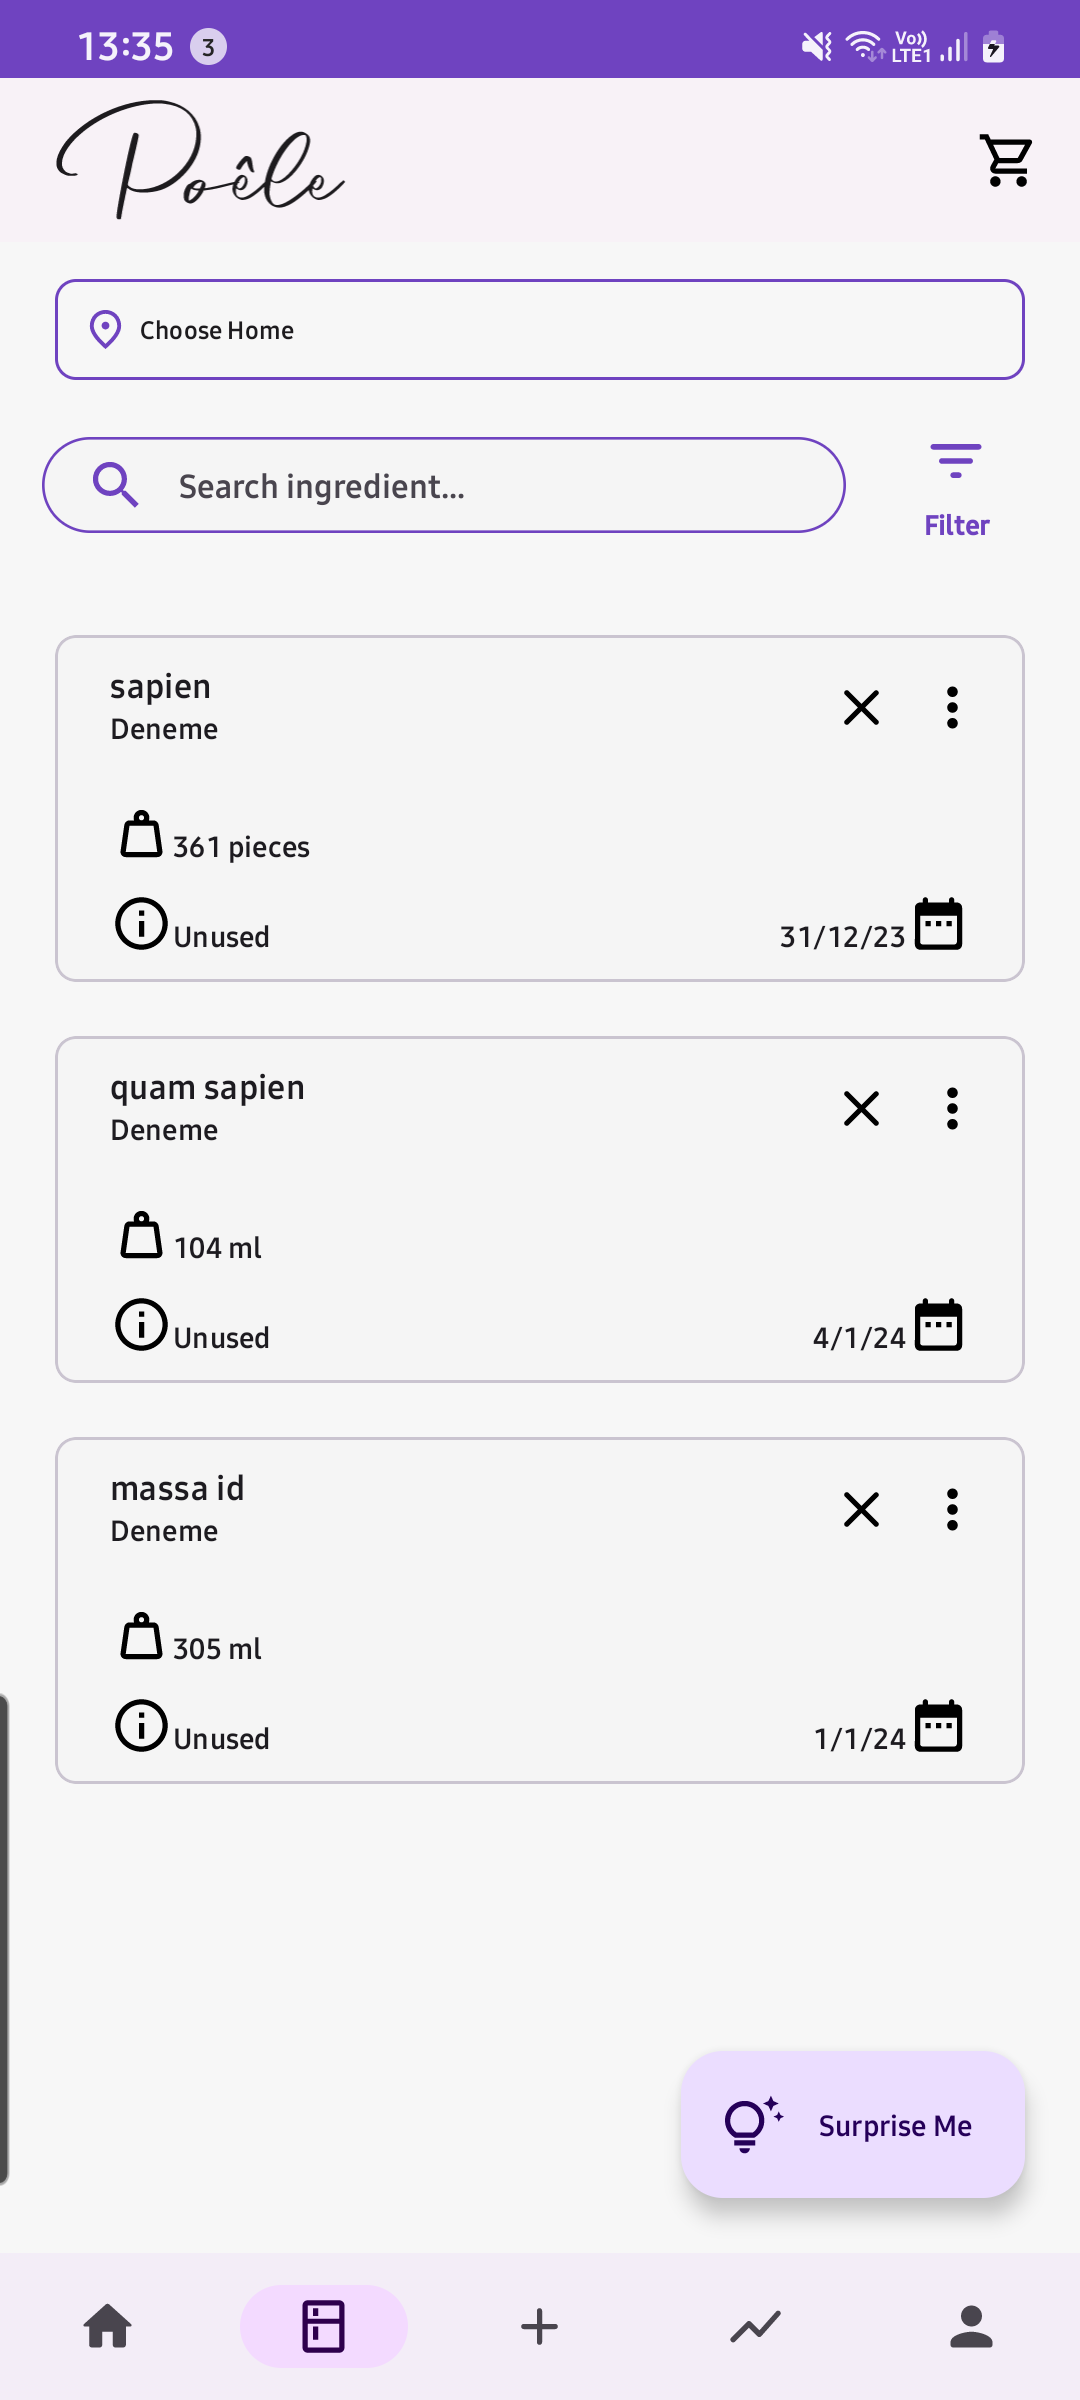 13:35 3 Vo)) LTE1
Poêle
Choose Home
Search ingredient...
Filter
sapien
Deneme
361 pieces
Unused 31/12/23
quam sapien
Deneme
104 ml
Unused 4/1/24
massa id
Deneme
305 ml
Unused 1/1/24
Surprise Me